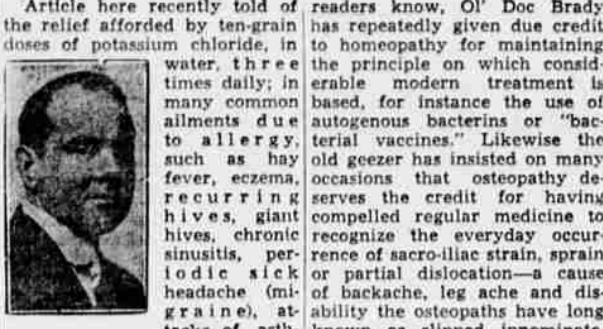 Article here recently told of
the relief afforded by ten-grain
doses of potassium chloride, in
water, three
times daily; in
many common
ailments due
to allergy,
such as hay
fever, eczema,
recurring
hives, giant
hives, chronic
sinusitis, per-
iodic sick
headache (mi-
graine), at-
readers know, Ol' Doc Brady
has repeatedly given due credit
to homeopathy for maintaining
the principle on which consid-
erable modern treatment is
based, for instance the use of
autogenous bacterins or "bac-
terial vaccines." Likewise the
old geezer has insisted on many
occasions that osteopathy de-
serves the credit for having
compelled regular medicine to
recognize the everyday occur-
rence of sacro-iliac strain, sprain
or partial dislocation—a cause
of backache, leg ache and dis-
ability the osteopaths have long